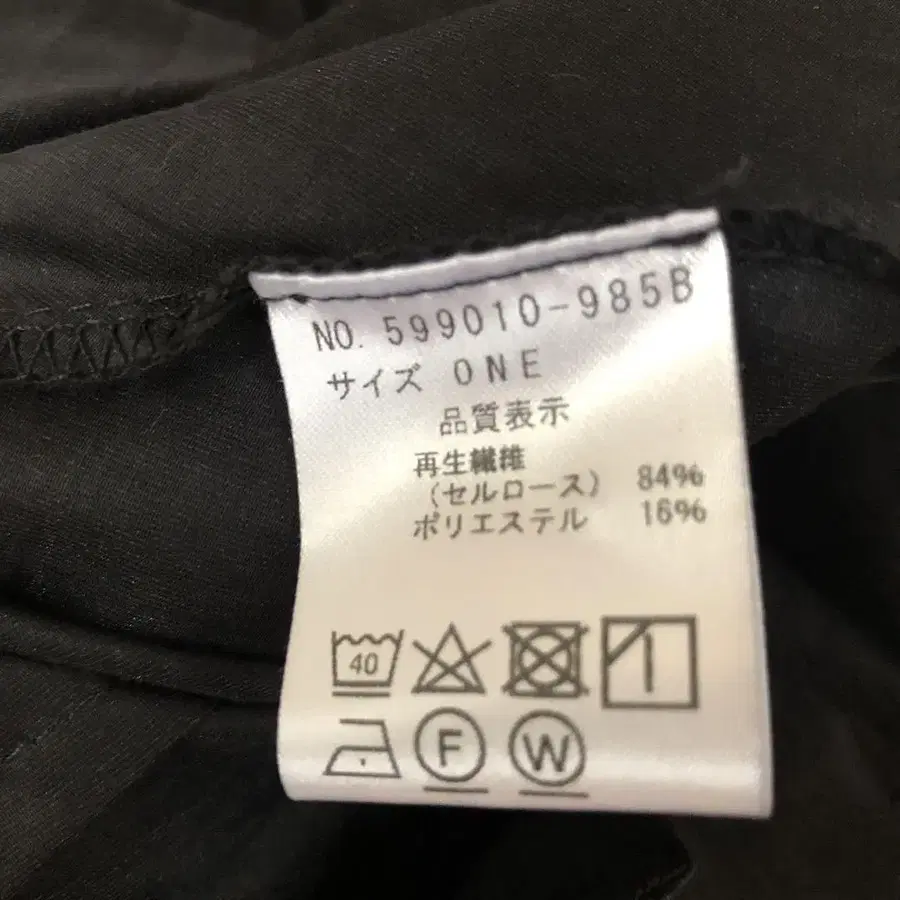 NO. 599010-985B
サイズ ONE
品質表示
再生繊維
(セルロース) 84%
ポリエステル 16%
40
F W